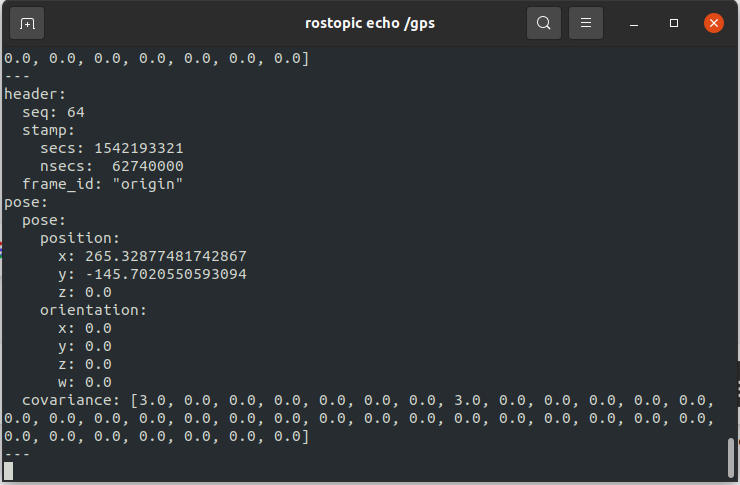 rostopic echo /gps
0.0, 0.0, 0.0, 0.0, 0.0, 0.0, 0.0]
---
header:
  seq: 64
  stamp:
    secs: 1542193321
    nsecs:  62740000
  frame_id: "origin"
pose:
  pose:
    position:
      x: 265.32877481742867
      y: -145.7020550593094
      z: 0.0
    orientation:
      x: 0.0
      y: 0.0
      z: 0.0
      w: 0.0
  covariance: [3.0, 0.0, 0.0, 0.0, 0.0, 0.0, 0.0, 3.0, 0.0, 0.0, 0.0, 0.0, 0.0,
0.0, 0.0, 0.0, 0.0, 0.0, 0.0, 0.0, 0.0, 0.0, 0.0, 0.0, 0.0, 0.0, 0.0, 0.0, 0.0,
0.0, 0.0, 0.0, 0.0, 0.0, 0.0, 0.0]
---